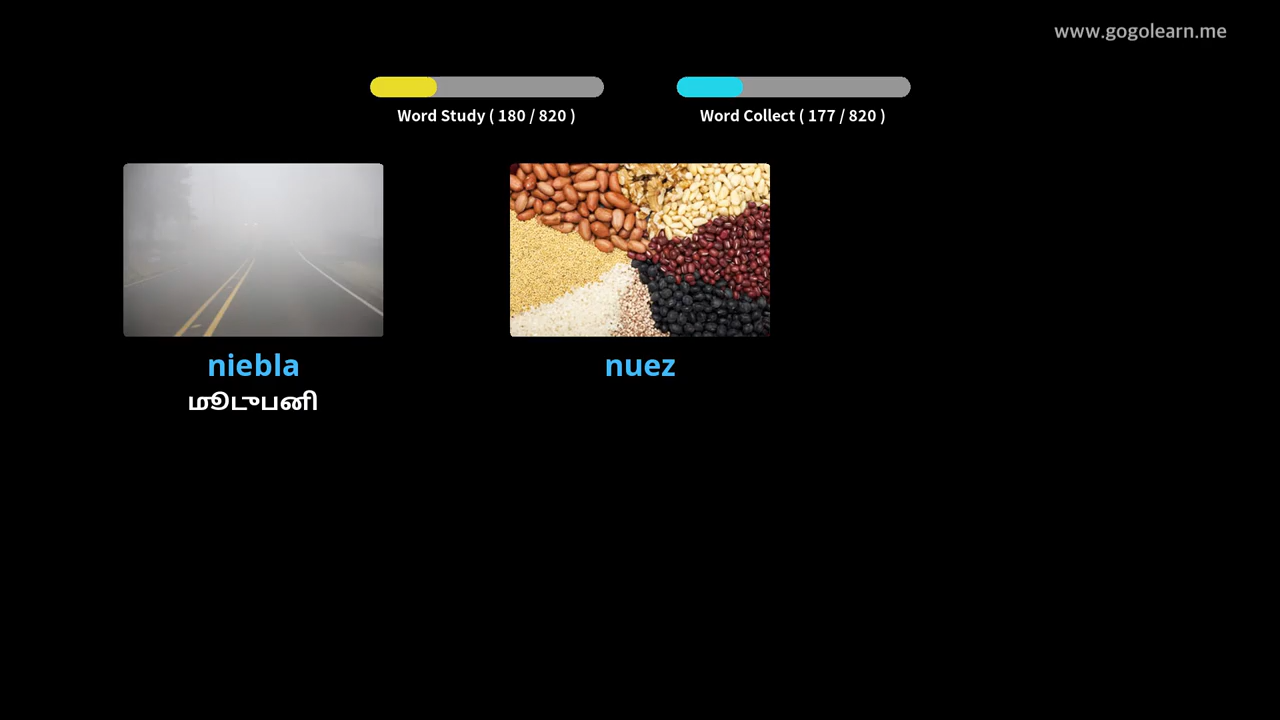 www.gogolearn.me
Word Study ( 180 / 820 )
Word Collect ( 177 / 820 )
niebla
மூடுபனி
nuez